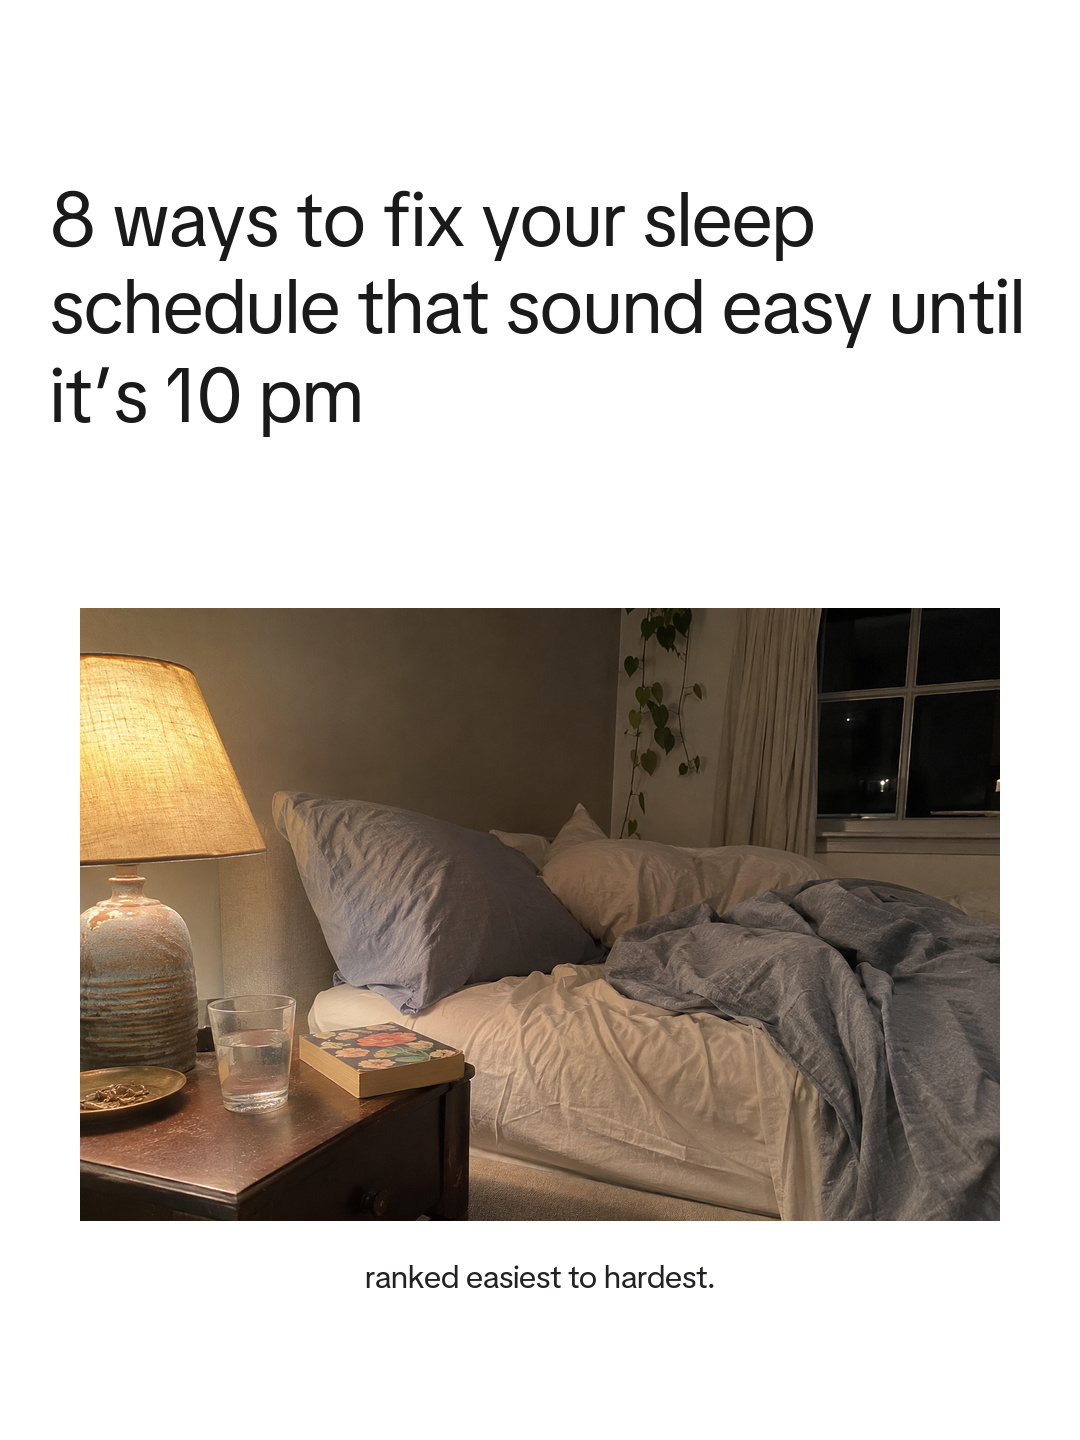 8 ways to fix your sleep
schedule that sound easy until
it’s 10 pm
ranked easiest to hardest.